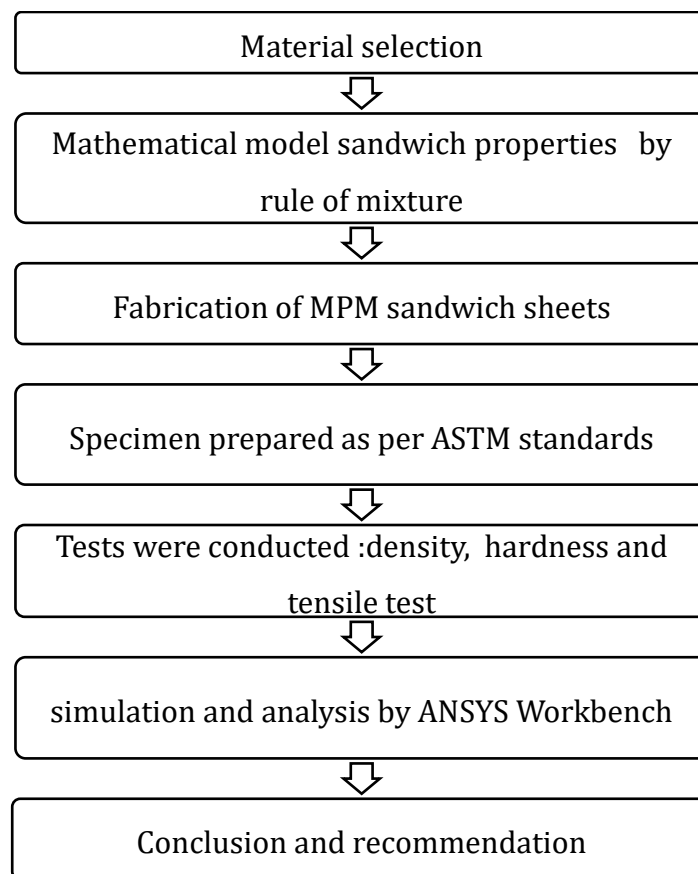 Material selection
Mathematical model sandwich properties by
rule of mixture
Fabrication of MPM sandwich sheets
Specimen prepared as per ASTM standards
Tests were conducted :density, hardness and
tensile test
simulation and analysis by ANSYS Workbench
Conclusion and recommendation